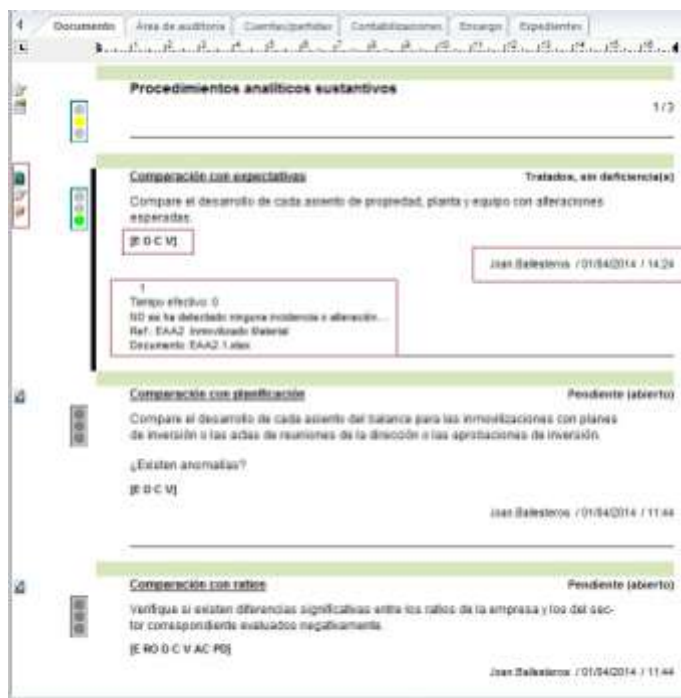 Documento Área de auditoría Cuentas/partidas Contabilizaciones Encargo Expedientes
Procedimientos analíticos sustantivos
1/3
Comparación con expectativas Tratados, sin deficiencia(s)
Compare el desarrollo de cada asiento de propiedad, planta y equipo con alteraciones
esperadas.
[E O C V]
Joan Ballesteros / 01/04/2014 / 14:24
1
Tiempo efectivo: 0
NO se ha detectado ninguna incidencia o alteración...
Ref.: EAA2 Inmovilizado Material
Documento: EAA2.1.xlsx
Comparación con planificación Pendiente (abierto)
Compare el desarrollo de cada asiento del balance para las inmovilizaciones con planes
de inversión o las actas de reuniones de la dirección o las aprobaciones de inversión.
¿Existen anomalías?
[E O C V]
Joan Ballesteros / 01/04/2014 / 11:44
Comparación con ratios Pendiente (abierto)
Verifique si existen diferencias significativas entre los ratios de la empresa y los del sec-
tor correspondiente evaluados negativamente.
[E RO O C V AC PD]
Joan Ballesteros / 01/04/2014 / 11:44